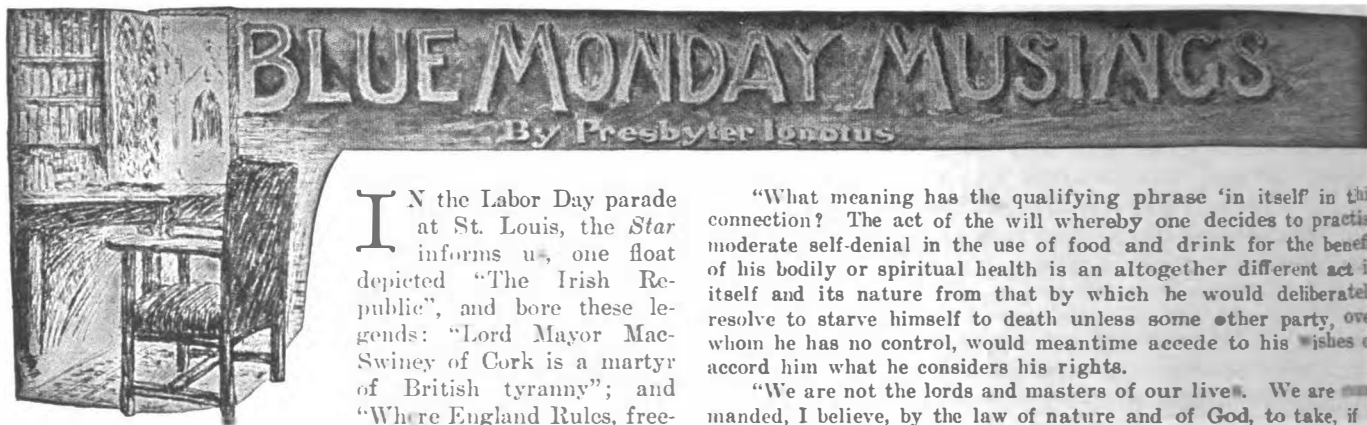 BLUE MONDAY MUSINGS
By Presbyter Ignotus
IN the Labor Day parade
at St. Louis, the Star
informs us, one float
depicted "The Irish Re-
public", and bore these le-
gends: "Lord Mayor Mac-
Swiney of Cork is a martyr
of British tyranny"; and
"Where England Rules, free-
"What meaning has the qualifying phrase 'in itself' in
connection? The act of the will whereby one decides to
moderate self-denial in the use of food and drink for the
of his bodily or spiritual health is an altogether different act
itself and its nature from that by which he would
resolve to starve himself to death unless some other party,
whom he has no control, would meantime accede to his wishes
accord him what he considers his rights.
"We are not the lords and masters of our lives. We are
manded, I believe, by the law of nature and of God, to take, if